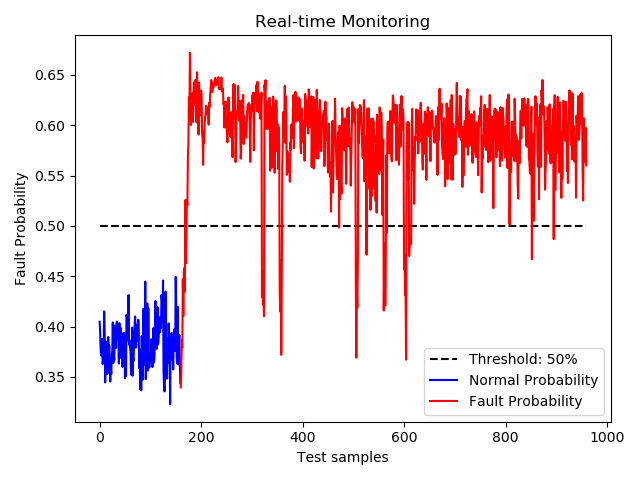 Real-time Monitoring
Fault Probability
0.65
0.60
0.55
0.50
0.45
0.40
0.35
0
200
400
600
800
1000
Test samples
Threshold: 50%
Normal Probability
Fault Probability